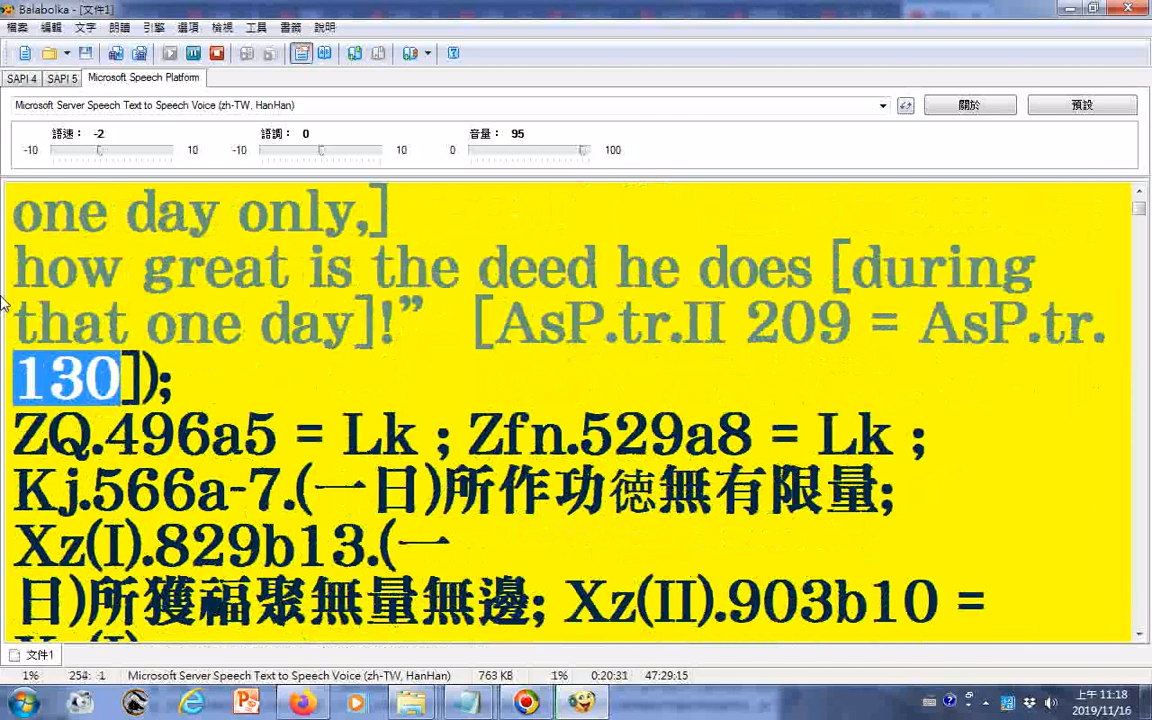 Balabolka - [文件1]
檔案 編輯 文字 朗讀 引擎 選項 檢視 工具 書籤 說明
SAPI 4 SAPI 5 Microsoft Speech Platform
Microsoft Server Speech Text to Speech Voice (zh-TW, HanHan) 關於 預設
語速： -2 語調： 0 音量： 95
-10 10 -10 10 0 100
one day only,]
how great is the deed he does [during
that one day]!” [AsP.tr.II 209 = AsP.tr.
130]);
ZQ.496a5 = Lk ; Zfn.529a8 = Lk ;
Kj.566a-7.(一日)所作功徳無有限量;
Xz(I).829b13.(一
日)所獲福聚無量無邊; Xz(II).903b10 =
Xz(I)
文件1
1% 254: 1 Microsoft Server Speech Text to Speech Voice (zh-TW, HanHan) 763 KB 1% 0:20:31 47:29:15
上午 11:18
2019/11/16